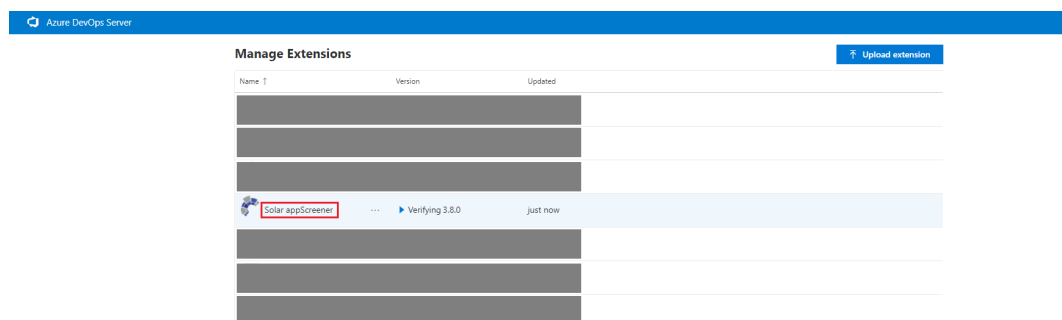 Azure DevOps Server
Manage Extensions
Upload extension
Name ↑ Version Updated
Solar appScreener ... Verifying 3.8.0 just now